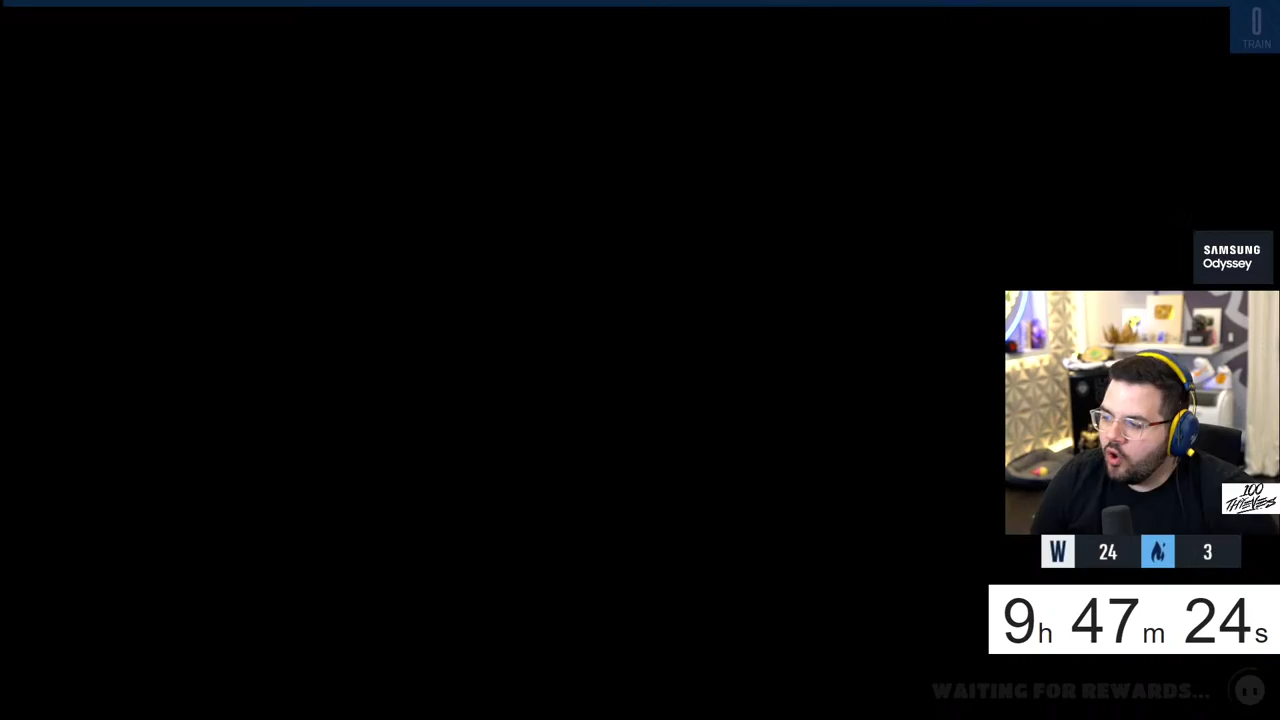 0
TRAIN
SAMSUNG
Odyssey
100
THIEVES
W 24 3
9h 47m 24s
WAITING FOR REWARDS...